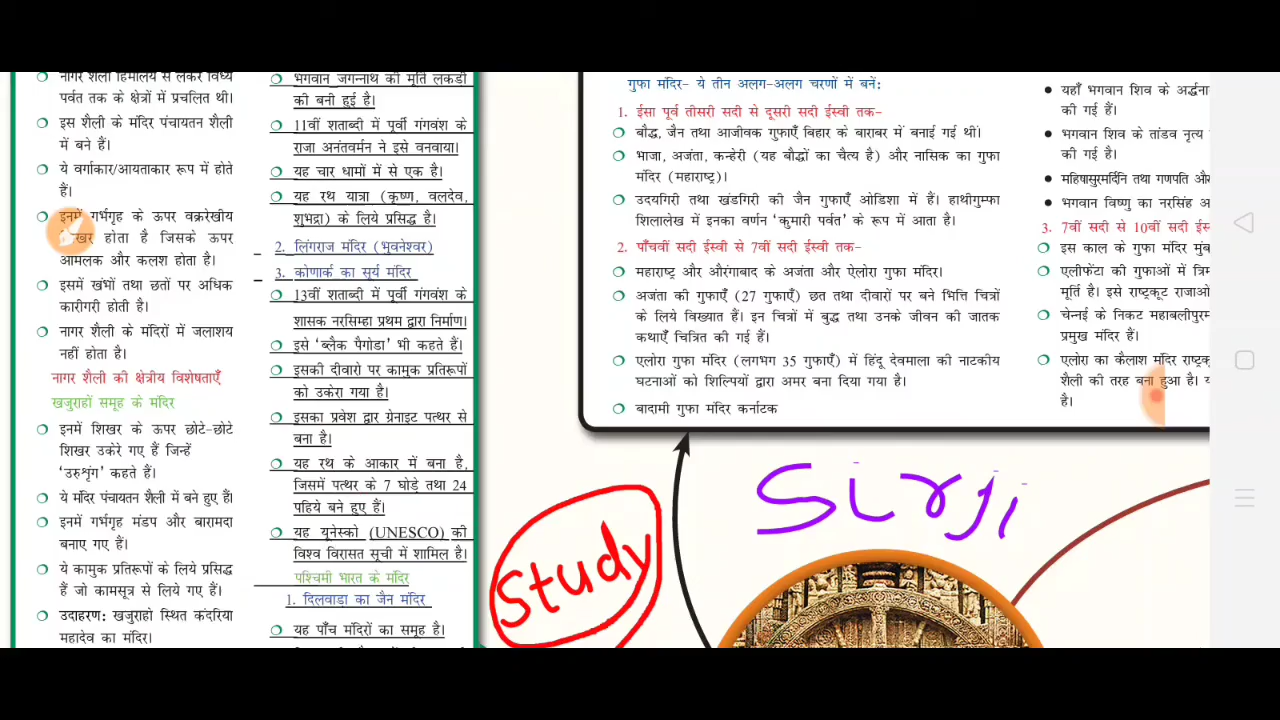 नागर शैली हिमालय से लेकर विंध्य
पर्वत तक के क्षेत्रों में प्रचलित थी।
इस शैली के मंदिर पंचायतन शैली
में बने हैं।
ये वर्गाकार/आयताकार रूप में होते
हैं।
इनमें गर्भगृह के ऊपर वक्ररेखीय
होता है जिसके ऊपर
आमलक और कलश होता है।
इसमें खंभों तथा छतों पर अधिक
कारीगरी होती है।
नागर शैली के मंदिरों में जलाशय
नहीं होता है।
नागर शैली की क्षेत्रीय विशेषताएँ
खजुराहों समूह के मंदिर
इनमें शिखर के ऊपर छोटे-छोटे
शिखर उकेरे गए हैं जिन्हें
‘उरुशृंग’ कहते हैं।
ये मंदिर पंचायतन शैली में बने हुए हैं।
इनमें गर्भगृह मंडप और बारामदा
बनाए गए हैं।
ये कामुक प्रतिरूपों के लिये प्रसिद्ध
हैं जो कामसूत्र से लिये गए हैं।
उदाहरण: खजुराहो स्थित कंदरिया
महादेव का मंदिर।
भगवान जगन्नाथ की मूर्ति लकडी
की बनी हुई है।
11वीं शताब्दी में पूर्वी गंगवंश के
राजा अनंतवर्मन ने इसे वनवाया।
यह चार धामों में से एक है।
यह रथ यात्रा (कृष्ण, वलदेव,
शुभद्रा) के लिये प्रसिद्ध है।
2. लिंगराज मंदिर (भुवनेश्वर)
3. कोणार्क का सूर्य मंदिर
13वीं शताब्दी में पूर्वी गंगवंश के
शासक नरसिम्हा प्रथम द्वारा निर्माण।
इसे ‘ब्लैक पैगोडा’ भी कहते हैं।
इसकी दीवारो पर कामुक प्रतिरूपों
को उकेरा गया है।
इसका प्रवेश द्वार ग्रेनाइट पत्थर से
बना है।
यह रथ के आकार में बना है,
जिसमें पत्थर के 7 घोड़े तथा 24
पहिये बने हुए हैं।
यह यूनेस्को (UNESCO) की
विश्व विरासत सूची में शामिल है।
पश्चिमी भारत के मंदिर
1. दिलवाड़ा का जैन मंदिर
यह पाँच मंदिरों का समूह है।
गुफा मंदिर- ये तीन अलग-अलग चरणों में बनें:
1. ईसा पूर्व तीसरी सदी से दूसरी सदी ईस्वी तक-
बौद्ध, जैन तथा आजीवक गुफाएँ बिहार के बाराबर में बनाई गई थीं।
भाजा, अजंता, कन्हेरी (यह बौद्धों का चैत्य है) और नासिक का गुफा
मंदिर (महाराष्ट्र)।
उदयगिरी तथा खंडगिरी की जैन गुफाएँ ओडिशा में हैं। हाथीगुम्फा
शिलालेख में इनका वर्णन ‘कुमारी पर्वत’ के रूप में आता है।
2. पाँचवीं सदी ईस्वी से 7वीं सदी ईस्वी तक-
महाराष्ट्र और औरंगाबाद के अजंता और ऐलोरा गुफा मंदिर।
अजंता की गुफाएँ (27 गुफाएँ) छत तथा दीवारों पर बने भित्ति चित्रों
के लिये विख्यात हैं। इन चित्रों में बुद्ध तथा उनके जीवन की जातक
कथाएँ चित्रित की गई हैं।
एलोरा गुफा मंदिर (लगभग 35 गुफाएँ) में हिंदू देवमाला की नाटकीय
घटनाओं को शिल्पियों द्वारा अमर बना दिया गया है।
बादामी गुफा मंदिर कर्नाटक
यहाँ भगवान शिव के
की गई हैं।
भगवान शिव के तांडव नृत्य
की गई है।
महिषासुरमर्दिनि तथा गणपति
भगवान विष्णु का नरसिंह
3. 7वीं सदी से 10वीं सदी
इस काल के गुफा मंदिर
एलीफेंटा की गुफाओं में
मूर्ति है। इसे राष्ट्रकूट राजाओं
चेन्नई के निकट
प्रमुख मंदिर हैं।
एलोरा का कैलाश मंदिर
शैली की तरह बना हुआ है।
है।
Sirji
Study